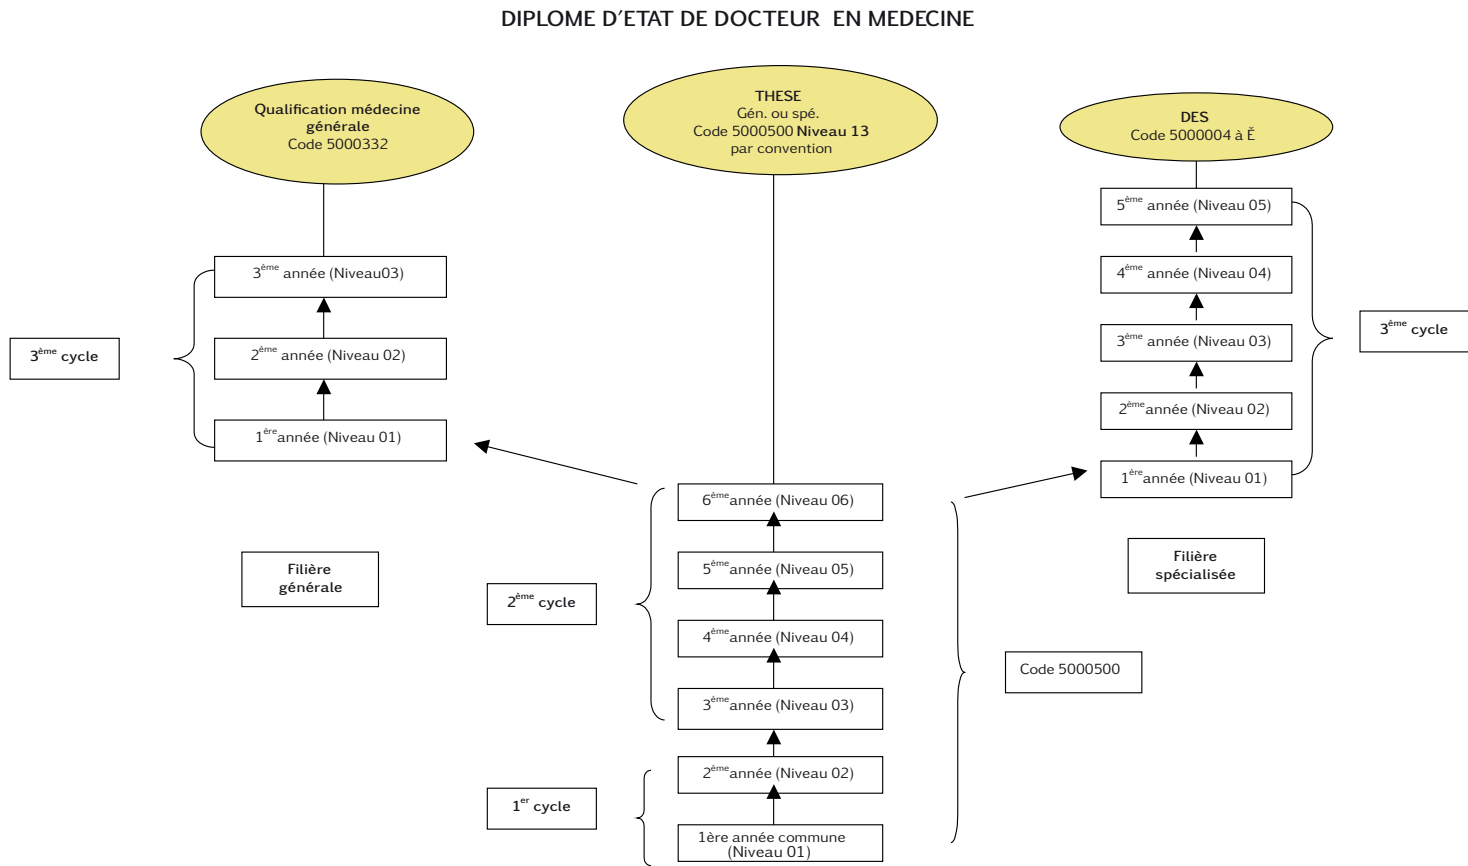 DIPLOME D'ETAT DE DOCTEUR EN MEDECINE
Qualification médecine
générale
Code 5000332
THESE
Gén. ou spé.
Code 5000500 Niveau 13
par convention
DES
Code 5000004 à Ĕ
5ème année (Niveau 05)
4ème année (Niveau 04)
3ème année (Niveau 03)
2ème année (Niveau 02)
1ère année (Niveau 01)
3ème cycle
3ème année (Niveau03)
2ème année (Niveau 02)
1ère année (Niveau 01)
3ème cycle
Filière
générale
Filière
spécialisée
6ème année (Niveau 06)
5ème année (Niveau 05)
4ème année (Niveau 04)
3ème année (Niveau 03)
2ème année (Niveau 02)
1ère année commune
(Niveau 01)
2ème cycle
1er cycle
Code 5000500